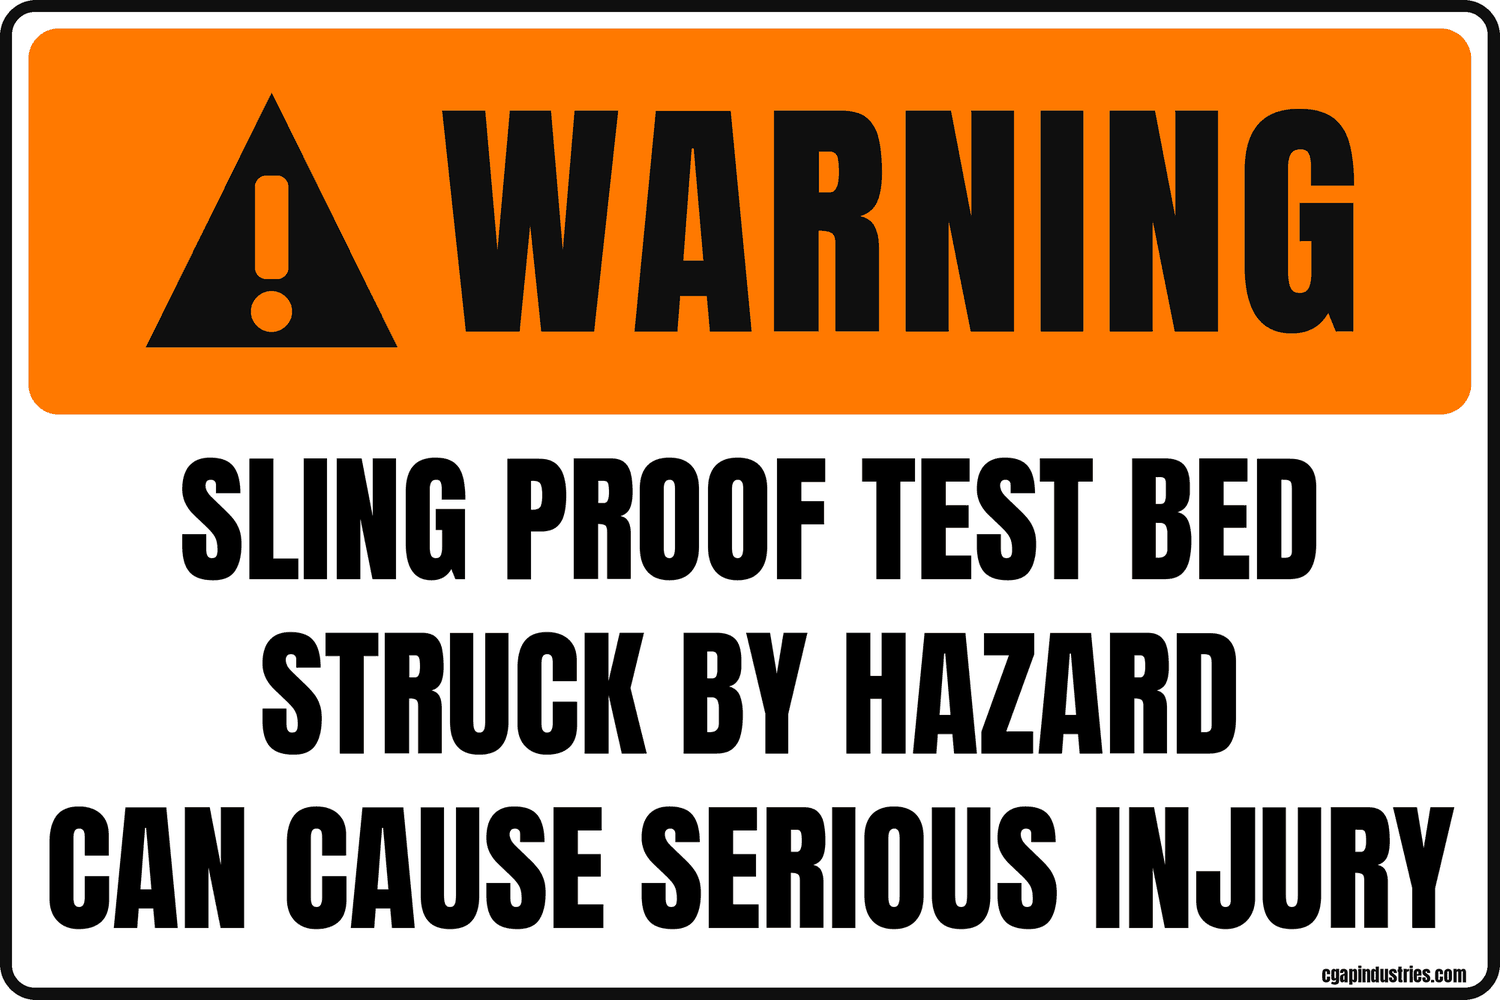 WARNING
SLING PROOF TEST BED
STRUCK BY HAZARD
CAN CAUSE SERIOUS INJURY
cgapindustries.com